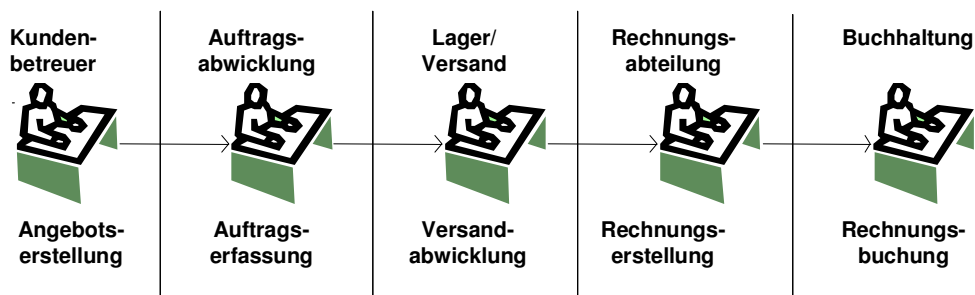 Kunden-
betreuer
Auftrags-
abwicklung
Lager/
Versand
Rechnungs-
abteilung
Buchhaltung
Angebots-
erstellung
Auftrags-
erfassung
Versand-
abwicklung
Rechnungs-
erstellung
Rechnungs-
buchung